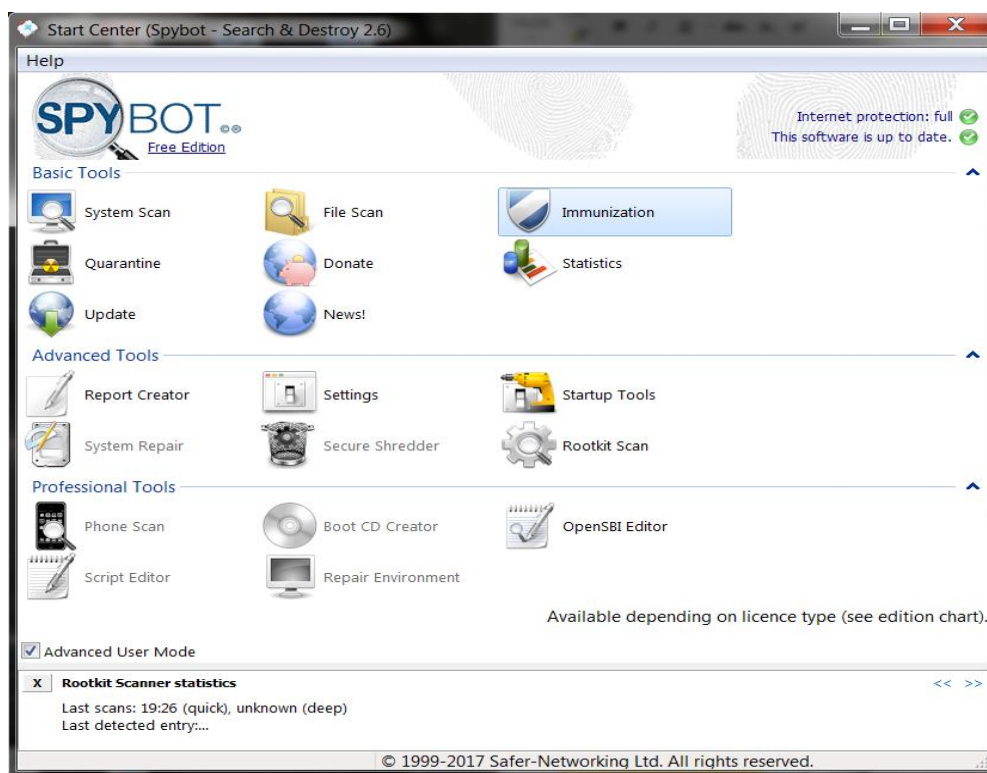 Start Center (Spybot - Search & Destroy 2.6)
Help
SPYBOT
Free Edition
Internet protection: full
This software is up to date.
Basic Tools
System Scan
File Scan
Immunization
Quarantine
Donate
Statistics
Update
News!
Advanced Tools
Report Creator
Settings
Startup Tools
System Repair
Secure Shredder
Rootkit Scan
Professional Tools
Phone Scan
Boot CD Creator
OpenSBI Editor
Script Editor
Repair Environment
Available depending on licence type (see edition chart).
Advanced User Mode
X Rootkit Scanner statistics << >>
Last scans: 19:26 (quick), unknown (deep)
Last detected entry:...
© 1999-2017 Safer-Networking Ltd. All rights reserved.